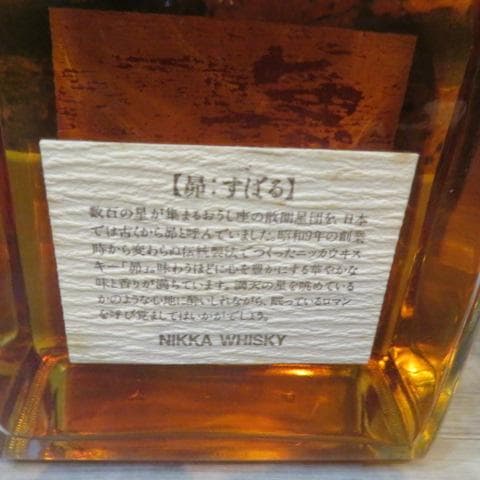 【昴：すばる】
数百の星が集まるおうし座の散開星団を、日本
では古くから昴と呼んでいました。昭和9年の創業
時から変わらぬ伝統製法でつくったニッカウヰス
キー「昴」。味わうほどに心を豊かにする華やかな
味と香りが満ちています。満天の星を眺めている
かのような心地に酔いしれながら、眠っているロマン
を呼び覚ましてはいかがでしょう。
NIKKA WHISKY